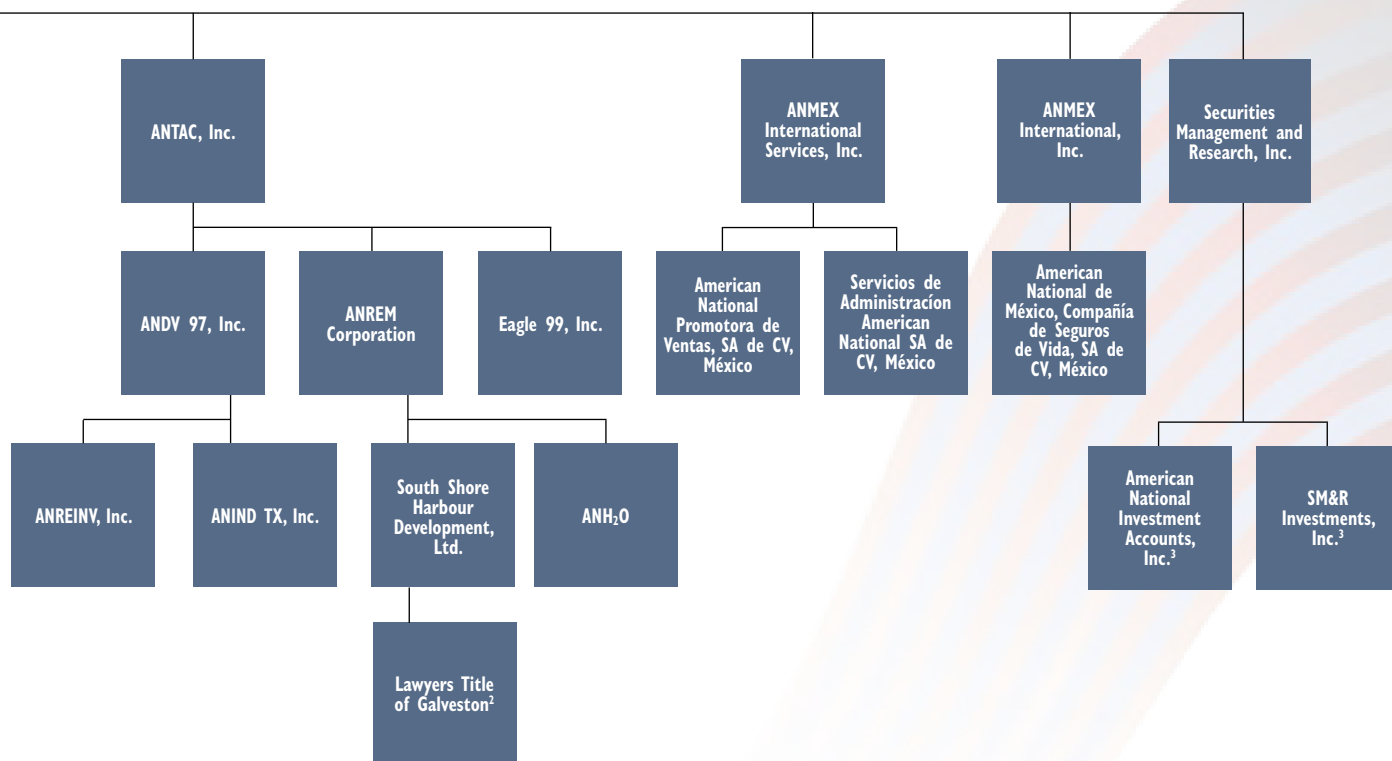 ANTAC, Inc.
ANMEX
International
Services, Inc.
ANMEX
International,
Inc.
Securities
Management and
Research, Inc.
ANDV 97, Inc.
ANREM
Corporation
Eagle 99, Inc.
American
National
Promotora de
Ventas, SA de CV,
México
Servicios de
Administracíon
American
National SA de
CV, México
American
National de
México, Compañía
de Seguros
de Vida, SA de
CV, México
ANREINV, Inc.
ANIND TX, Inc.
South Shore
Harbour
Development,
Ltd.
ANH₂O
American
National
Investment
Accounts,
Inc.³
SM&R
Investments,
Inc.³
Lawyers Title
of Galveston²